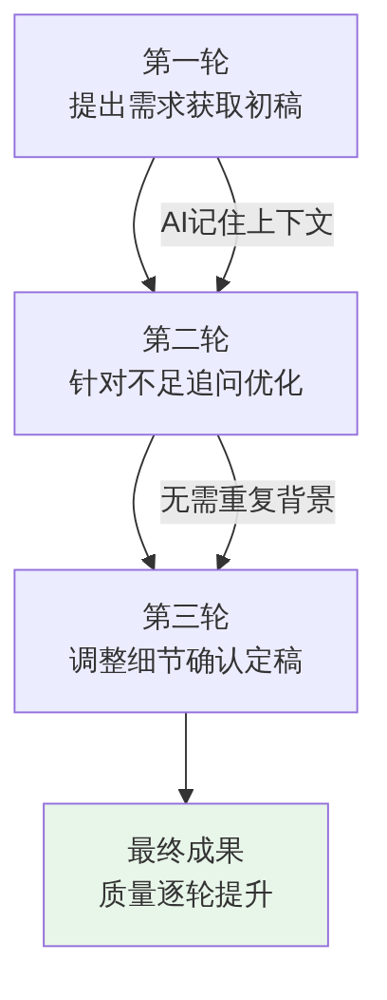 第一轮
提出需求获取初稿
AI记住上下文
第二轮
针对不足追问优化
无需重复背景
第三轮
调整细节确认定稿
最终成果
质量逐轮提升